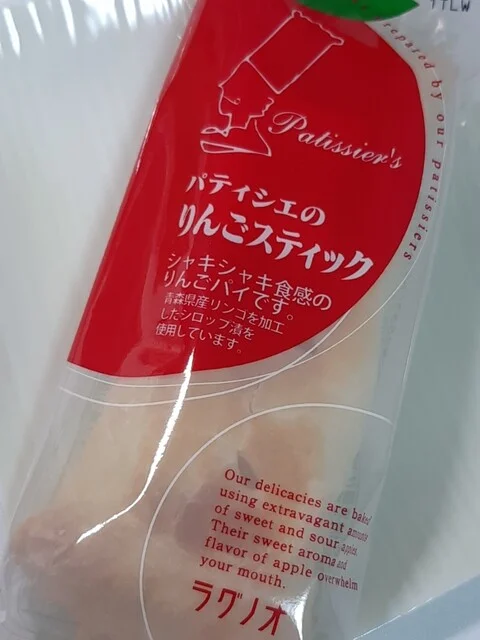 TTLW
prepared by our patissiers
Patissier's
パティシエの
りんごスティック
シャキシャキ食感の
りんごパイです。
青森県産リンゴを加工
したシロップ漬を
使用しています。
Our delicacies are baked
using extravagant amounts
of sweet and sour apples.
Their sweet aroma and
flavor of apple overwhelm
your mouth.
ラグノオ